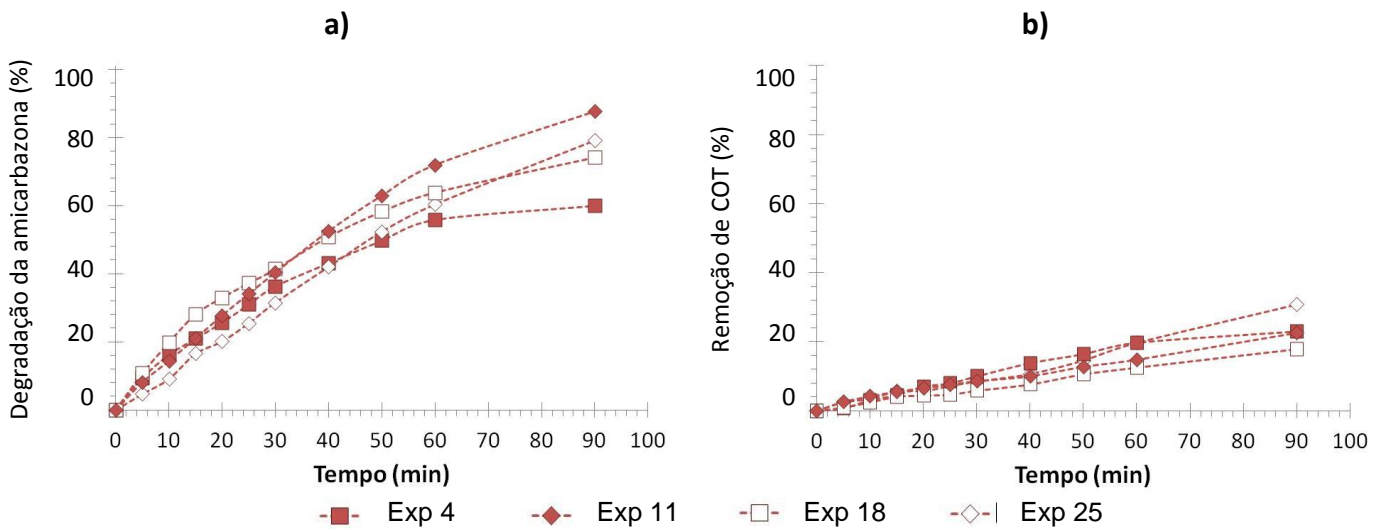 a)
Degradação da amicarbazona (%)
100
80
60
40
20
0
0 10 20 30 40 50 60 70 80 90 100
Tempo (min)
b)
Remoção de COT (%)
100
80
60
40
20
0
0 10 20 30 40 50 60 70 80 90 100
Tempo (min)
Exp 4 Exp 11 Exp 18 Exp 25